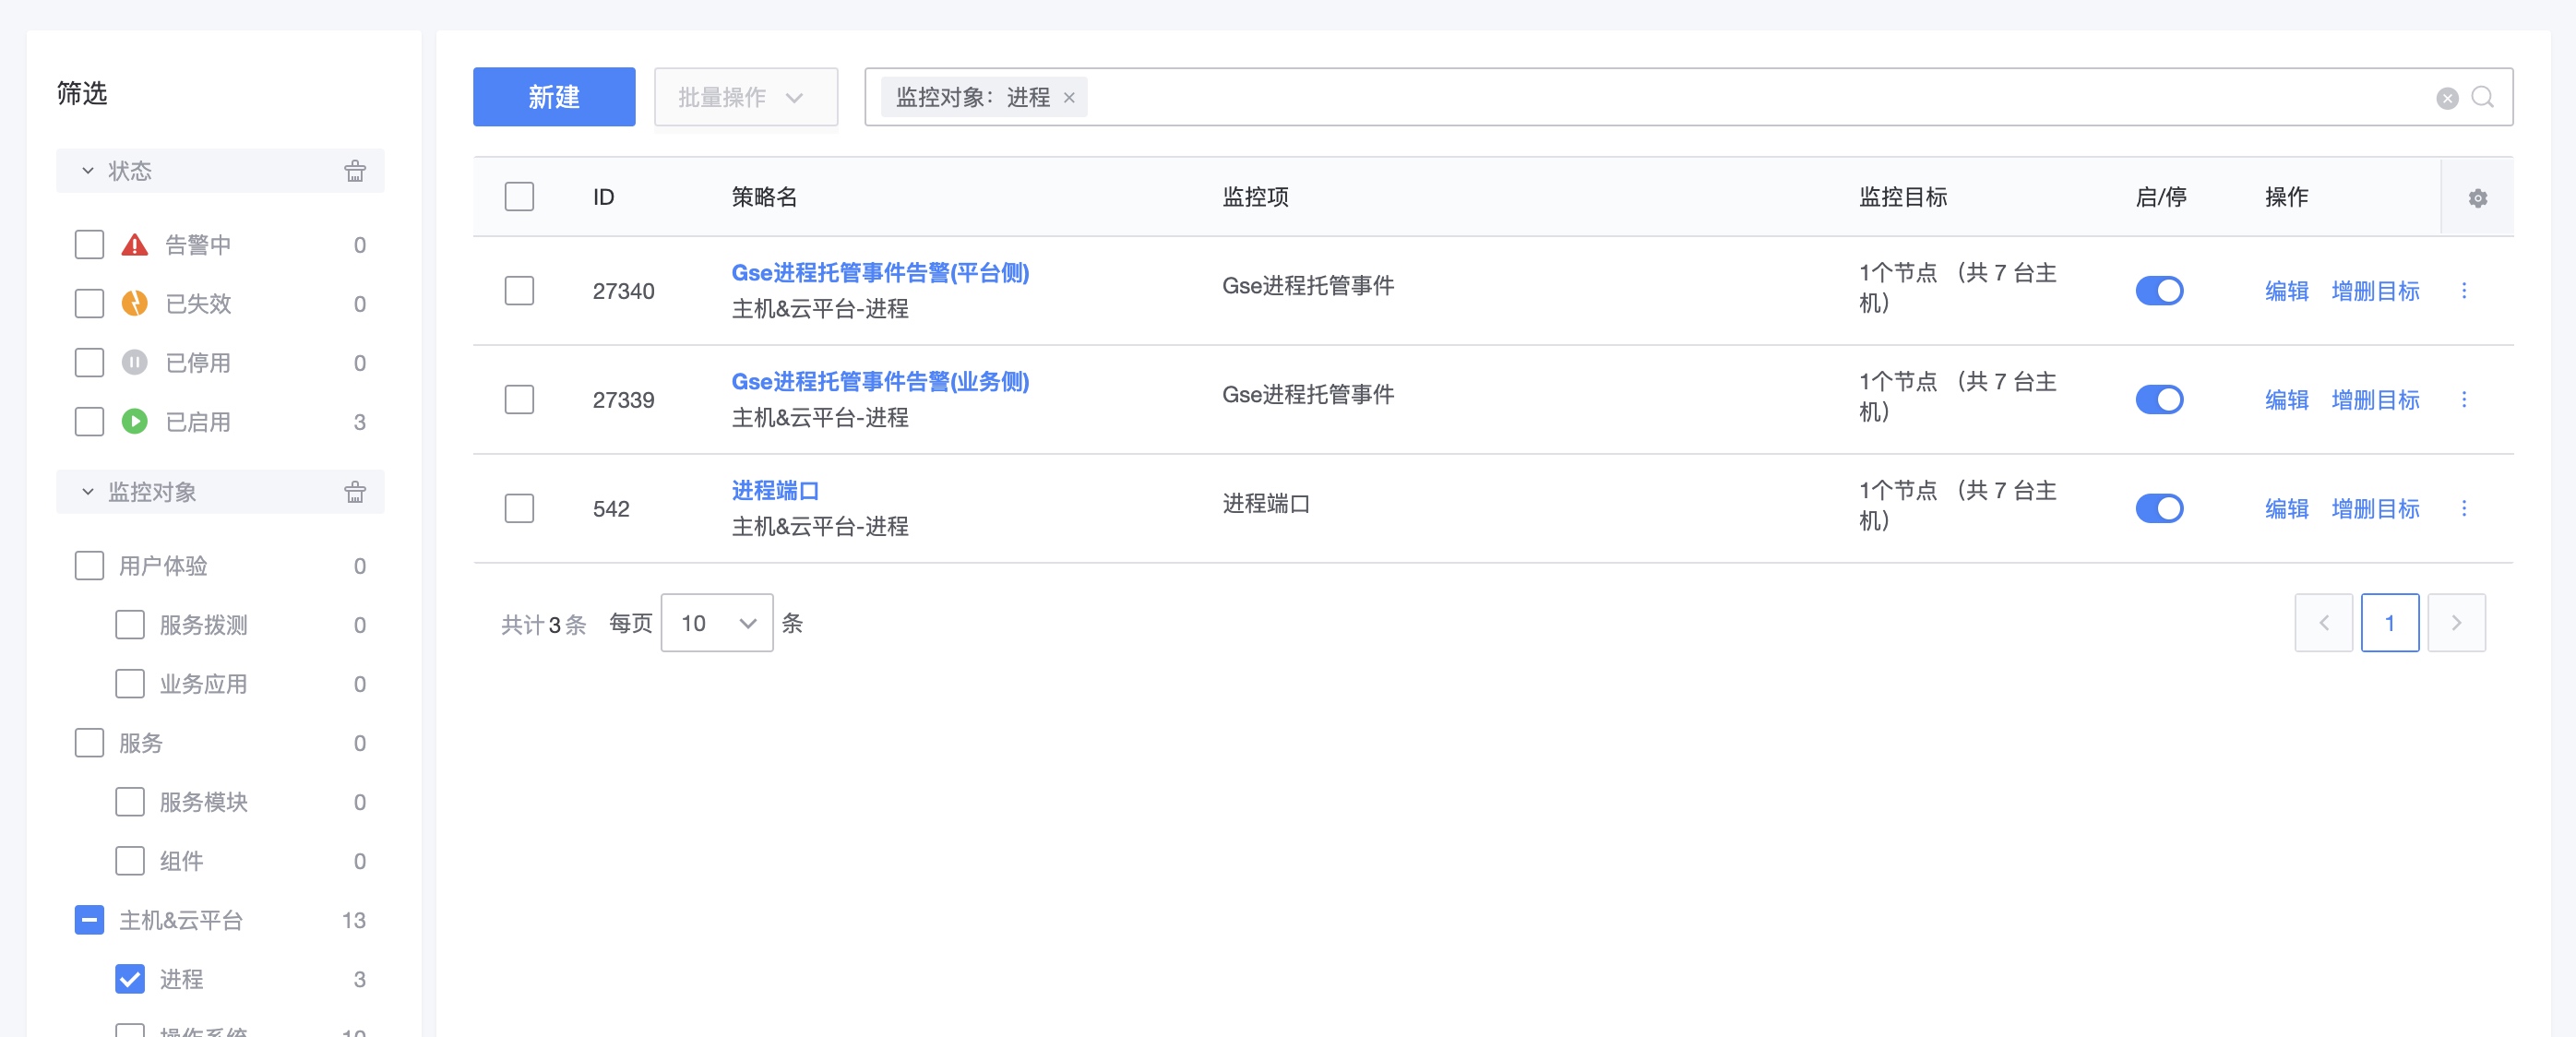 筛选
状态
告警中 0
已失效 0
已停用 0
已启用 3
监控对象
用户体验 0
服务拨测 0
业务应用 0
服务 0
服务模块 0
组件 0
主机&云平台 13
进程 3
操作系统 10
新建 批量操作 监控对象：进程
ID 策略名 监控项 监控目标 启/停 操作
27340 Gse进程托管事件告警(平台侧) Gse进程托管事件 1个节点 （共 7 台主 编辑 增删目标
主机&云平台-进程 机）
27339 Gse进程托管事件告警(业务侧) Gse进程托管事件 1个节点 （共 7 台主 编辑 增删目标
主机&云平台-进程 机）
542 进程端口 进程端口 1个节点 （共 7 台主 编辑 增删目标
主机&云平台-进程 机）
共计 3 条 每页 10 条 1